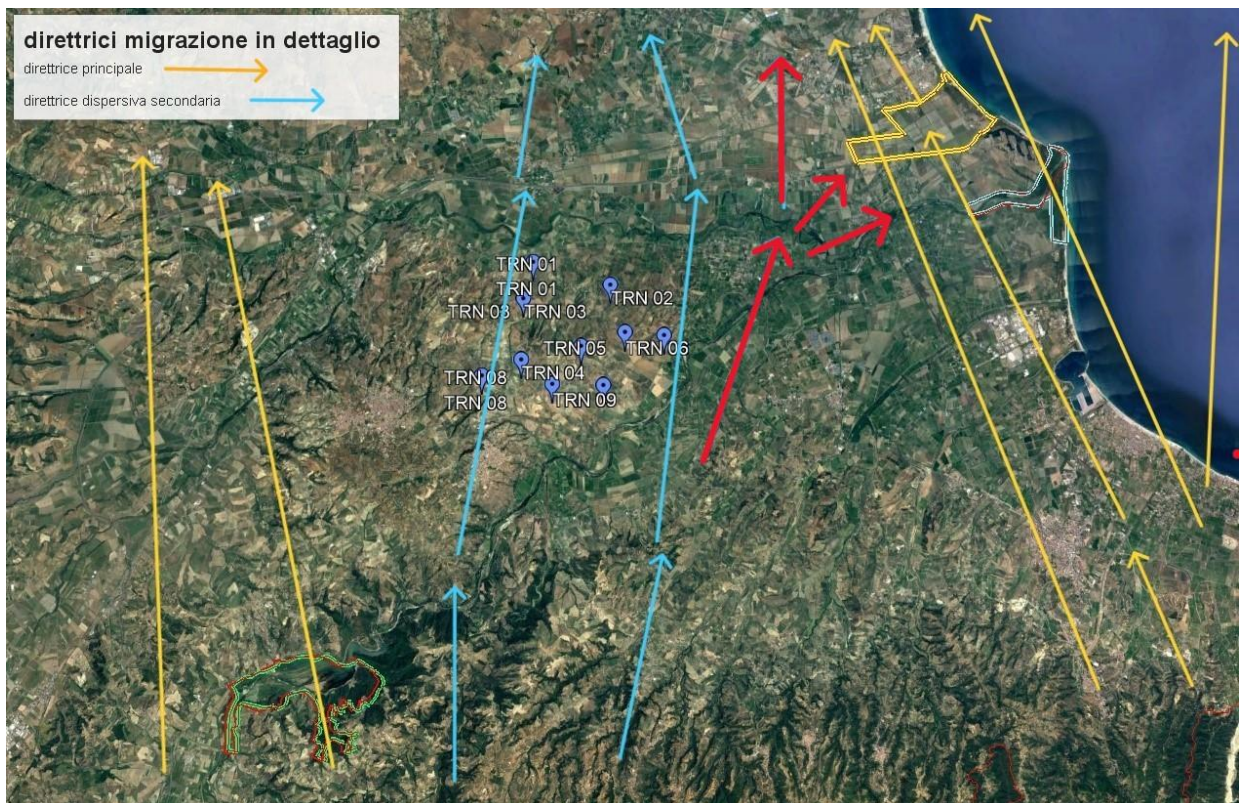 direttrici migrazione in dettaglio
direttrice principale
direttrice dispersiva secondaria
TRN 01
TRN 01
TRN 02
TRN 03
TRN 03
TRN 05
TRN 06
TRN 04
TRN 08
TRN 08
TRN 09